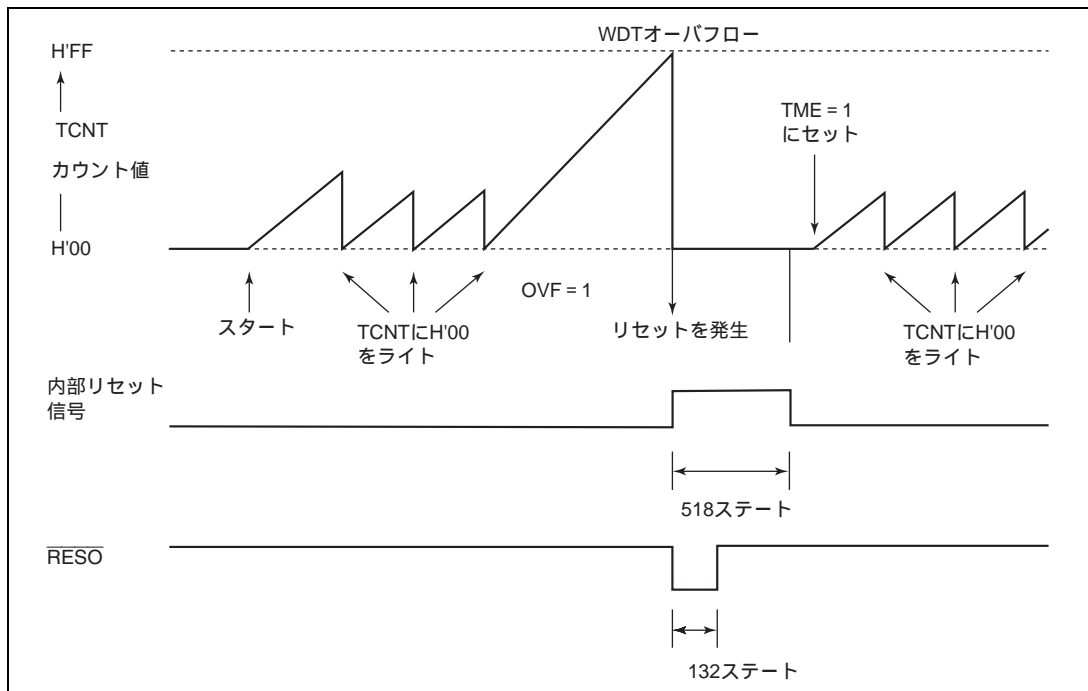 WDTオーバフロー
H'FF
TCNT
カウント値
H'00
TME = 1
にセット
スタート
TCNTにH'00
をライト
OVF = 1
リセットを発生
TCNTにH'00
をライト
内部リセット
信号
518ステート
RESO
132ステート